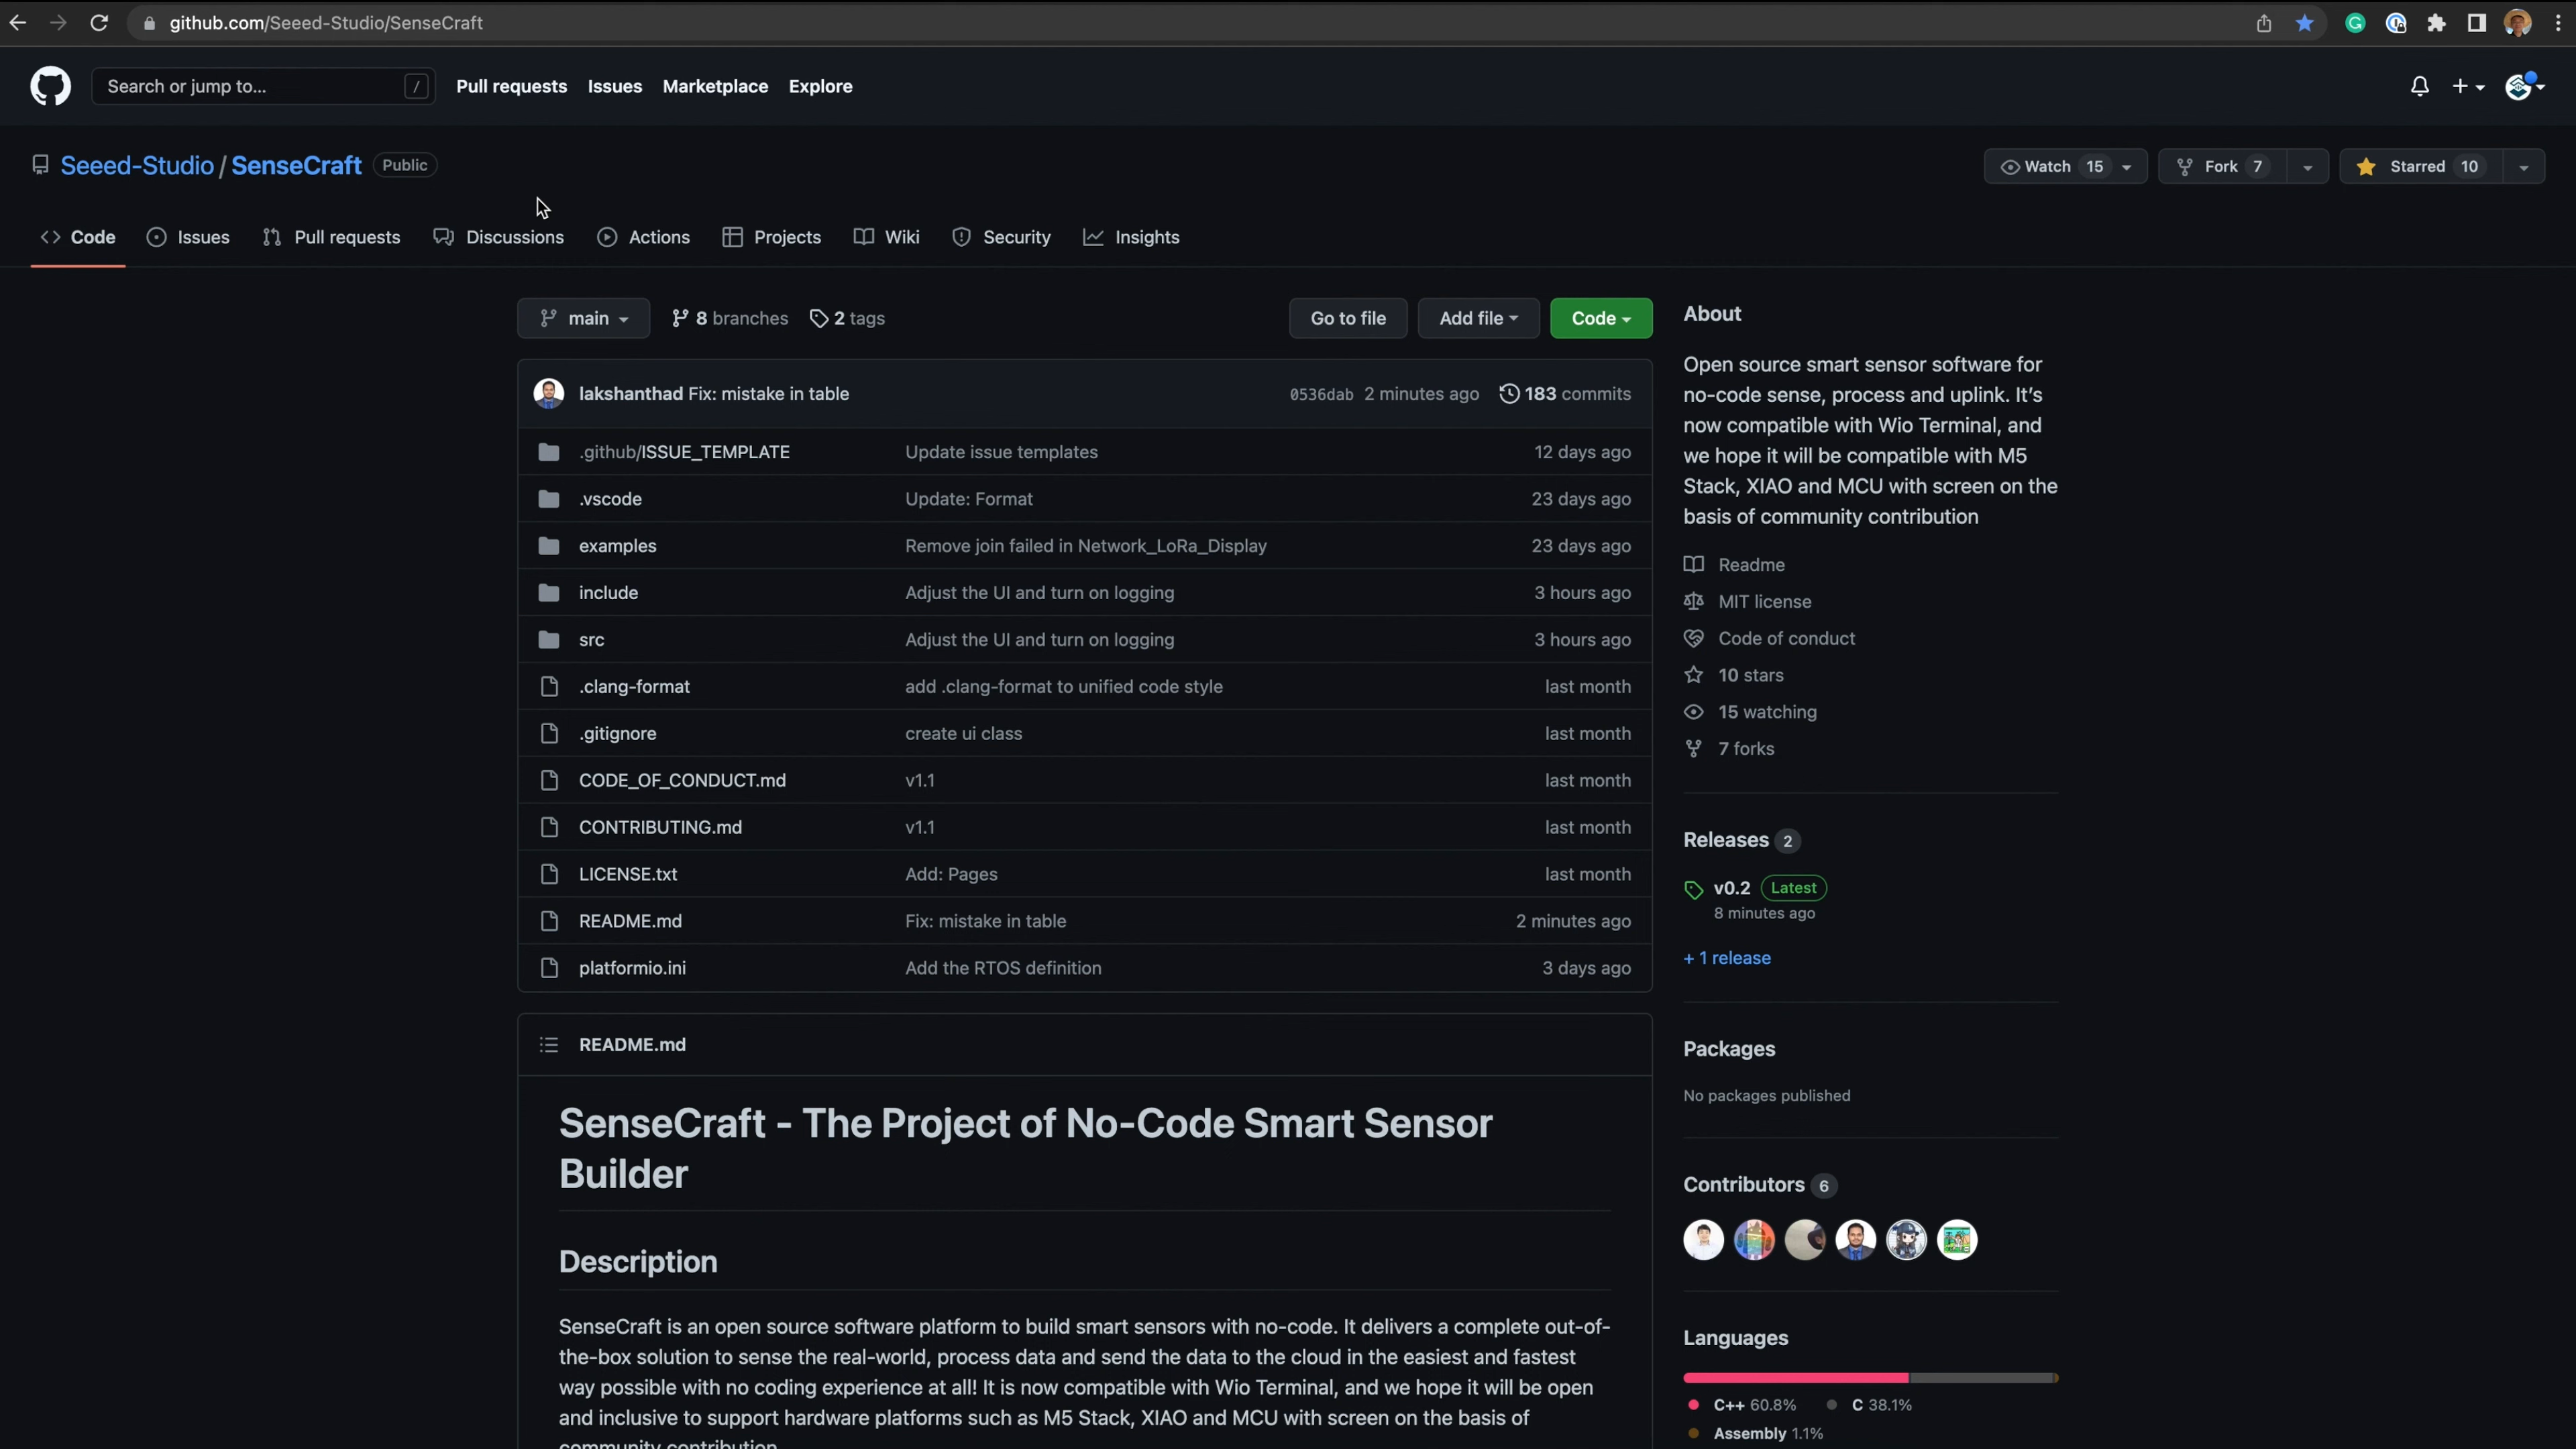 github.com/Seeed-Studio/SenseCraft
Search or jump to... /
Pull requests Issues Marketplace Explore
Seeed-Studio / SenseCraft Public
Watch 15 Fork 7 Starred 10
Code Issues Pull requests Discussions Actions Projects Wiki Security Insights
main 8 branches 2 tags Go to file Add file Code
lakshanthad Fix: mistake in table 0536dab 2 minutes ago 183 commits
.github/ISSUE_TEMPLATE Update issue templates 12 days ago
.vscode Update: Format 23 days ago
examples Remove join failed in Network_LoRa_Display 23 days ago
include Adjust the UI and turn on logging 3 hours ago
src Adjust the UI and turn on logging 3 hours ago
.clang-format add .clang-format to unified code style last month
.gitignore create ui class last month
CODE_OF_CONDUCT.md v1.1 last month
CONTRIBUTING.md v1.1 last month
LICENSE.txt Add: Pages last month
README.md Fix: mistake in table 2 minutes ago
platformio.ini Add the RTOS definition 3 days ago
README.md
SenseCraft - The Project of No-Code Smart Sensor
Builder
Description
SenseCraft is an open source software platform to build smart sensors with no-code. It delivers a complete out-of-
the-box solution to sense the real-world, process data and send the data to the cloud in the easiest and fastest
way possible with no coding experience at all! It is now compatible with Wio Terminal, and we hope it will be open
and inclusive to support hardware platforms such as M5 Stack, XIAO and MCU with screen on the basis of
community contribution
About
Open source smart sensor software for
no-code sense, process and uplink. It's
now compatible with Wio Terminal, and
we hope it will be compatible with M5
Stack, XIAO and MCU with screen on the
basis of community contribution
Readme
MIT license
Code of conduct
10 stars
15 watching
7 forks
Releases 2
v0.2 Latest
8 minutes ago
+ 1 release
Packages
No packages published
Contributors 6
Languages
C++ 60.8% C 38.1%
Assembly 1.1%